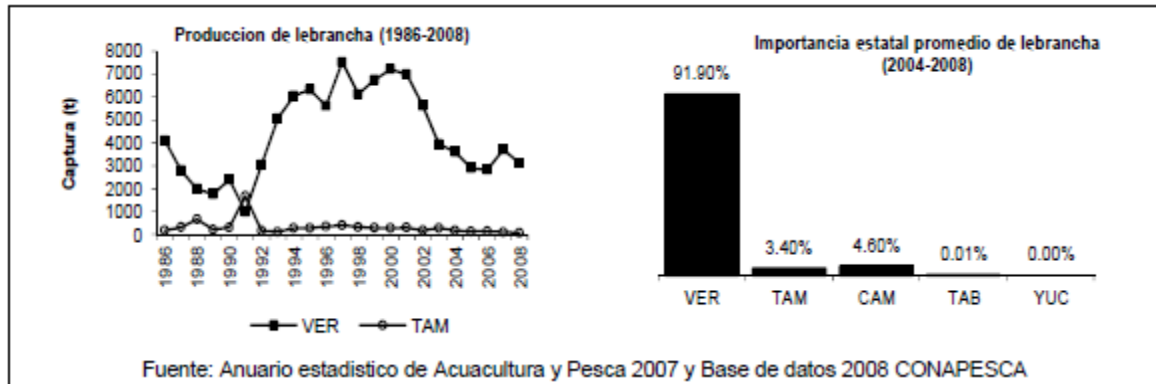 Produccion de lebrancha (1986-2008)
Captura (t)
8000
7000
6000
5000
4000
3000
2000
1000
0
1986
1988
1990
1992
1994
1996
1998
2000
2002
2004
2006
2008
VER
TAM
Importancia estatal promedio de lebrancha
(2004-2008)
91.90%
3.40%
4.60%
0.01%
0.00%
VER
TAM
CAM
TAB
YUC
Fuente: Anuario estadistico de Acuacultura y Pesca 2007 y Base de datos 2008 CONAPESCA